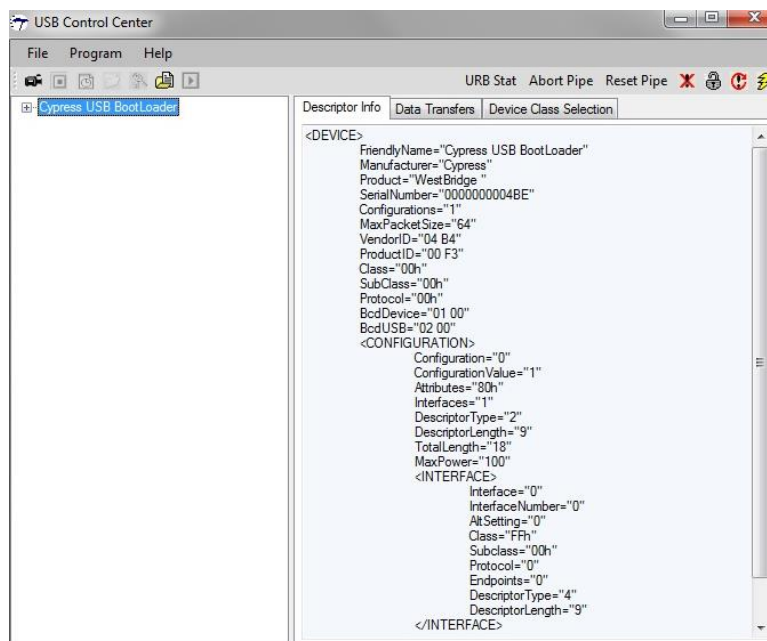 USB Control Center
File Program Help
URB Stat Abort Pipe Reset Pipe
Cypress USB BootLoader
Descriptor Info Data Transfers Device Class Selection
<DEVICE>
FriendlyName="Cypress USB BootLoader"
Manufacturer="Cypress"
Product="WestBridge "
SerialNumber="0000000004BE"
Configurations="1"
MaxPacketSize="64"
VendorID="04 B4"
ProductID="00 F3"
Class="00h"
SubClass="00h"
Protocol="00h"
BcdDevice="01 00"
BcdUSB="02 00"
<CONFIGURATION>
Configuration="0"
ConfigurationValue="1"
Attributes="80h"
Interfaces="1"
DescriptorType="2"
DescriptorLength="9"
TotalLength="18"
MaxPower="100"
<INTERFACE>
Interface="0"
InterfaceNumber="0"
AltSetting="0"
Class="FFh"
Subclass="00h"
Protocol="0"
Endpoints="0"
DescriptorType="4"
DescriptorLength="9"
</INTERFACE>